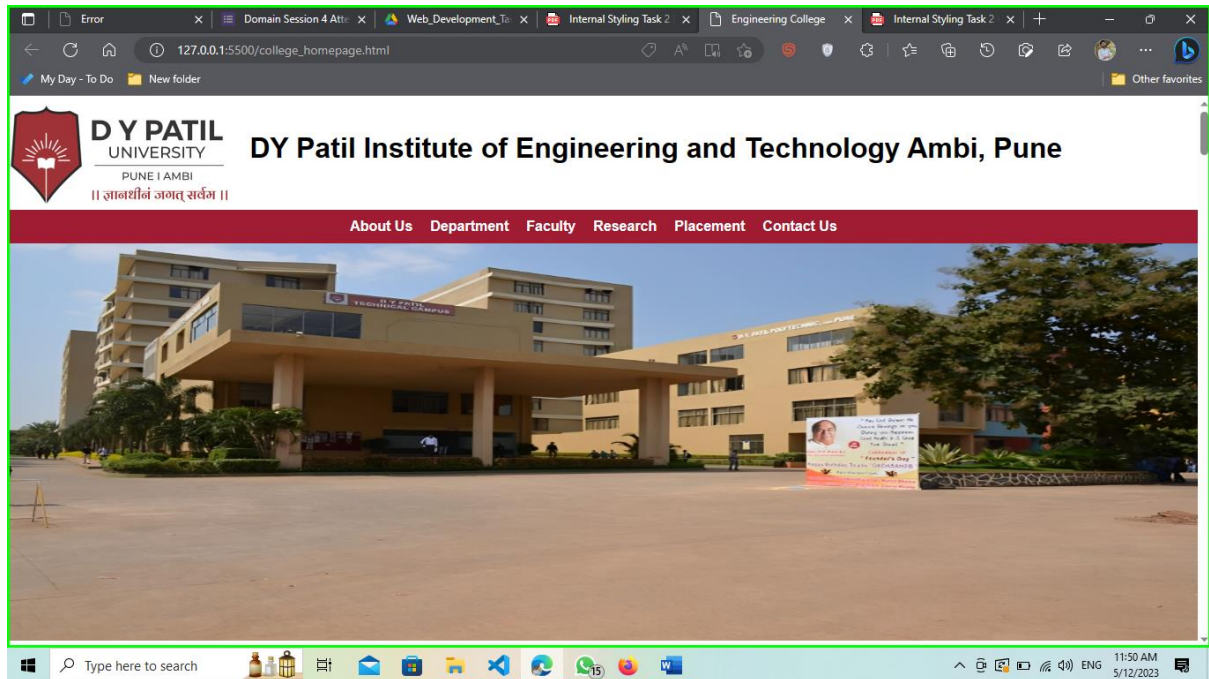 Error
Domain Session 4 Atte
Web_Development_Ta
Internal Styling Task 2
Engineering College
Internal Styling Task 2
127.0.0.1:5500/college_homepage.html
My Day - To Do
New folder
Other favorites
D Y PATIL
UNIVERSITY
PUNE I AMBI
|| ज्ञानधीनं जगत् सर्वम ||
DY Patil Institute of Engineering and Technology Ambi, Pune
About Us Department Faculty Research Placement Contact Us
D Y PATIL
TECHNICAL CAMPUS
"Founder's Day"
Type here to search
15
ENG
11:50 AM
5/12/2023